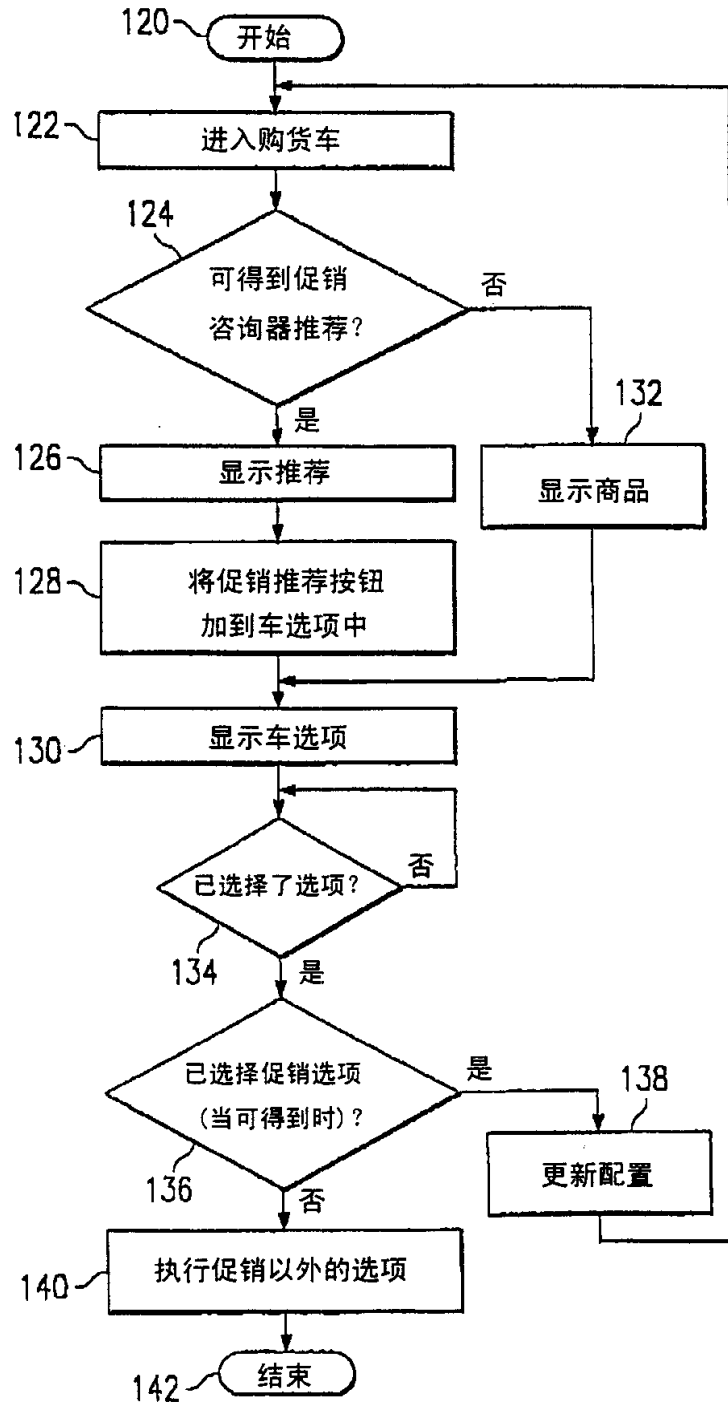 120
开始
122
进入购货车
124
可得到促销
咨询器推荐?
否
是
132
显示商品
126
显示推荐
128
将促销推荐按钮
加到车选项中
130
显示车选项
已选择了选项?
否
134
是
已选择促销选项
(当可得到时)?
是
136
否
138
更新配置
140
执行促销以外的选项
142
结束